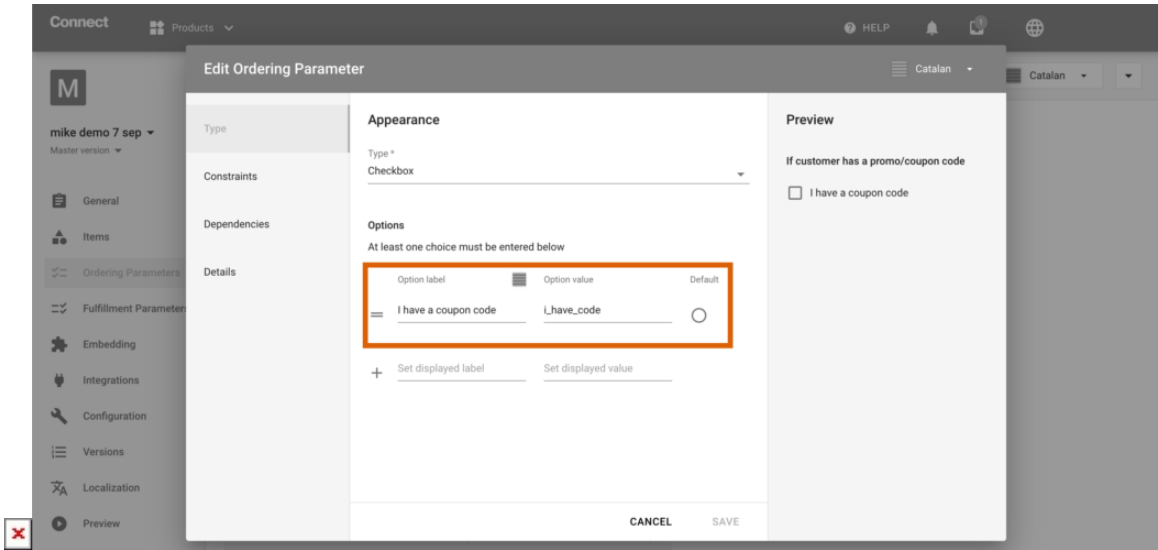 Connect
Products
HELP
Edit Ordering Parameter
Catalan
Catalan
M
mike demo 7 sep
Master version
General
Items
Ordering Parameters
Fulfillment Parameter
Embedding
Integrations
Configuration
Versions
Localization
Preview
Type
Constraints
Dependencies
Details
Appearance
Type *
Checkbox
Options
At least one choice must be entered below
Option label Option value Default
I have a coupon code i_have_code
Set displayed label Set displayed value
CANCEL SAVE
Preview
If customer has a promo/coupon code
I have a coupon code